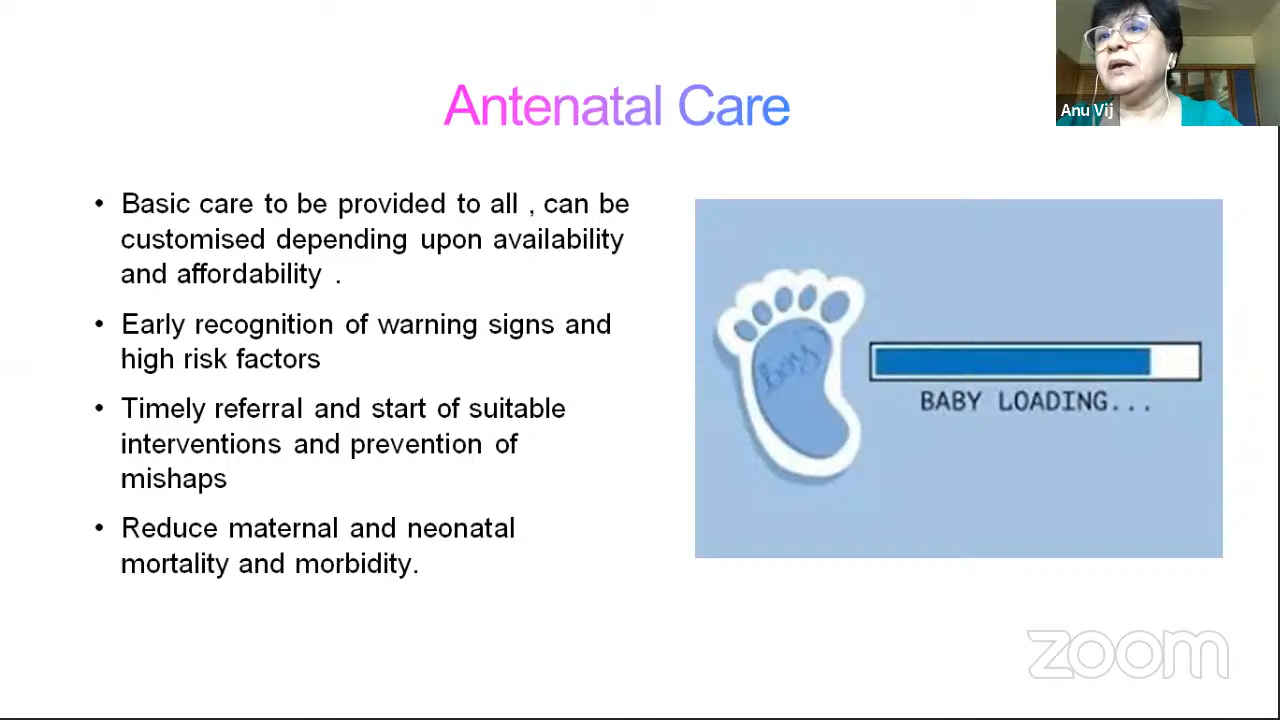 Antenatal Care
Anu Vij
• Basic care to be provided to all , can be
customised depending upon availability
and affordability .
• Early recognition of warning signs and
high risk factors
• Timely referral and start of suitable
interventions and prevention of
mishaps
• Reduce maternal and neonatal
mortality and morbidity.
boy
BABY LOADING...
zoom